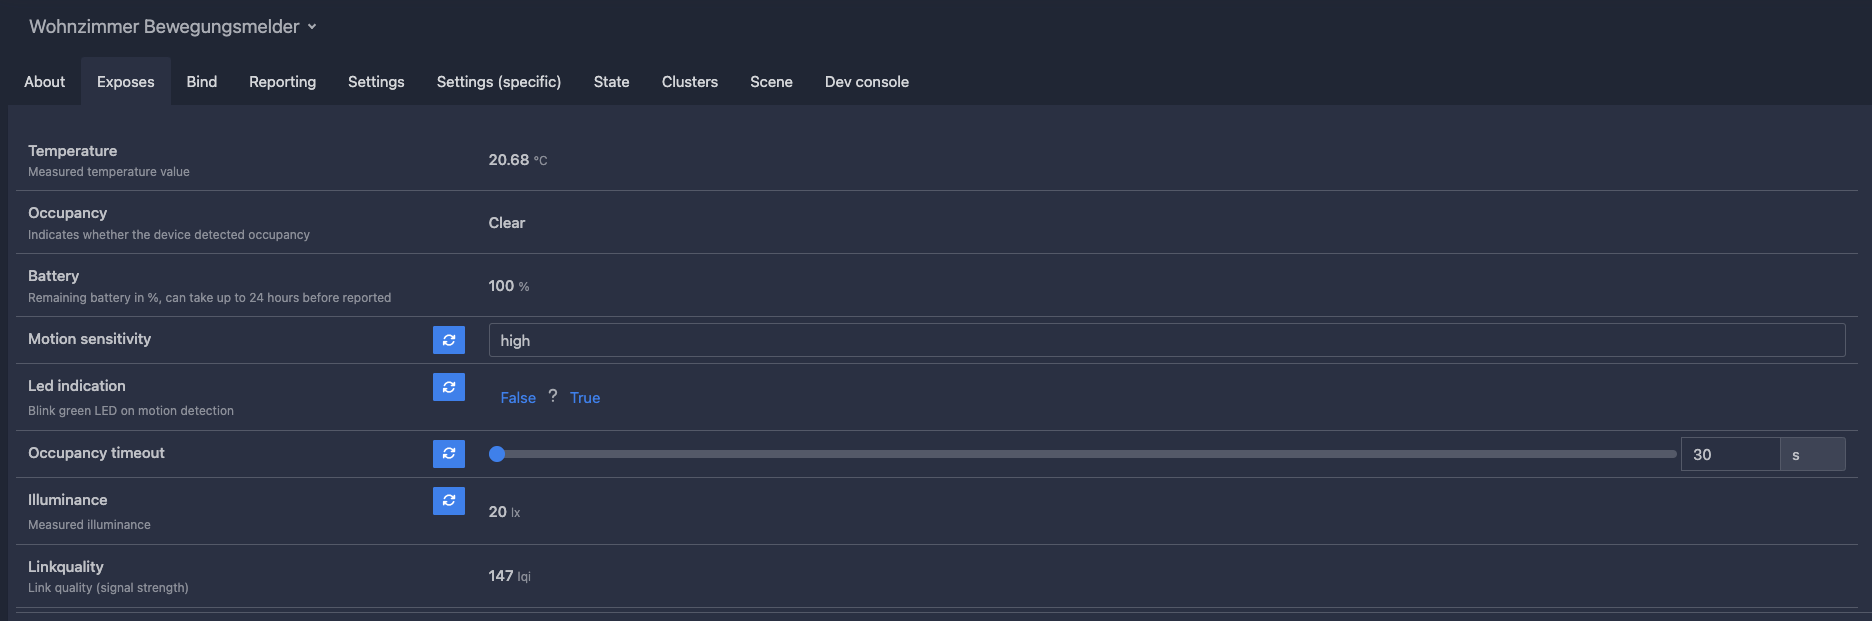 Wohnzimmer Bewegungsmelder
About Exposes Bind Reporting Settings Settings (specific) State Clusters Scene Dev console
Temperature
Measured temperature value
20.68 °C
Occupancy
Indicates whether the device detected occupancy
Clear
Battery
Remaining battery in %, can take up to 24 hours before reported
100 %
Motion sensitivity
high
Led indication
Blink green LED on motion detection
False ? True
Occupancy timeout
30 s
Illuminance
Measured illuminance
20 lx
Linkquality
Link quality (signal strength)
147 lqi